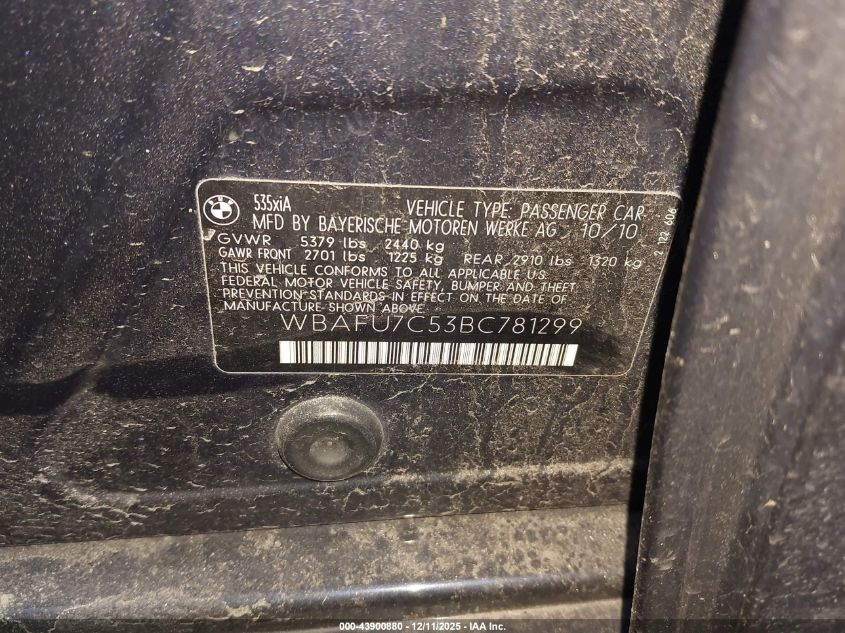 BMW
535xiA VEHICLE TYPE: PASSENGER CAR
MFD BY BAYERISCHE MOTOREN WERKE AG 10/10
GVWR 5379 lbs 2440 kg
GAWR FRONT 2701 lbs 1225 kg REAR 2910 lbs 1320 kg
THIS VEHICLE CONFORMS TO ALL APPLICABLE U.S.
FEDERAL MOTOR VEHICLE SAFETY, BUMPER AND THEFT
PREVENTION STANDARDS IN EFFECT ON THE DATE OF
MANUFACTURE SHOWN ABOVE.
WBAFU7C53BC781299
000-43900880 - 12/11/2025 - IAA Inc.